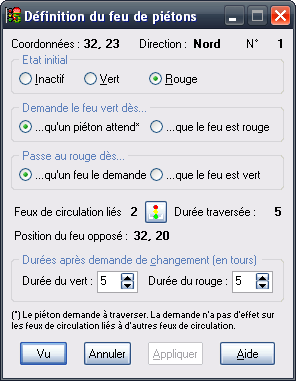 Définition du feu de piétons
Coordonnées : 32, 23 Direction : Nord N° 1
Etat initial
Inactif Vert Rouge
Demande le feu vert dès...
...qu'un piéton attend* ...que le feu est rouge
Passe au rouge dès...
...qu'un feu le demande ...que le feu est vert
Feux de circulation liés 2 Durée traversée : 5
Position du feu opposé : 32, 20
Durées après demande de changement (en tours)
Durée du vert : 5 Durée du rouge : 5
(*) Le piéton demande à traverser. La demande n'a pas d'effet sur
les feux de circulation liés à d'autres feux de circulation.
Vu Annuler Appliquer Aide